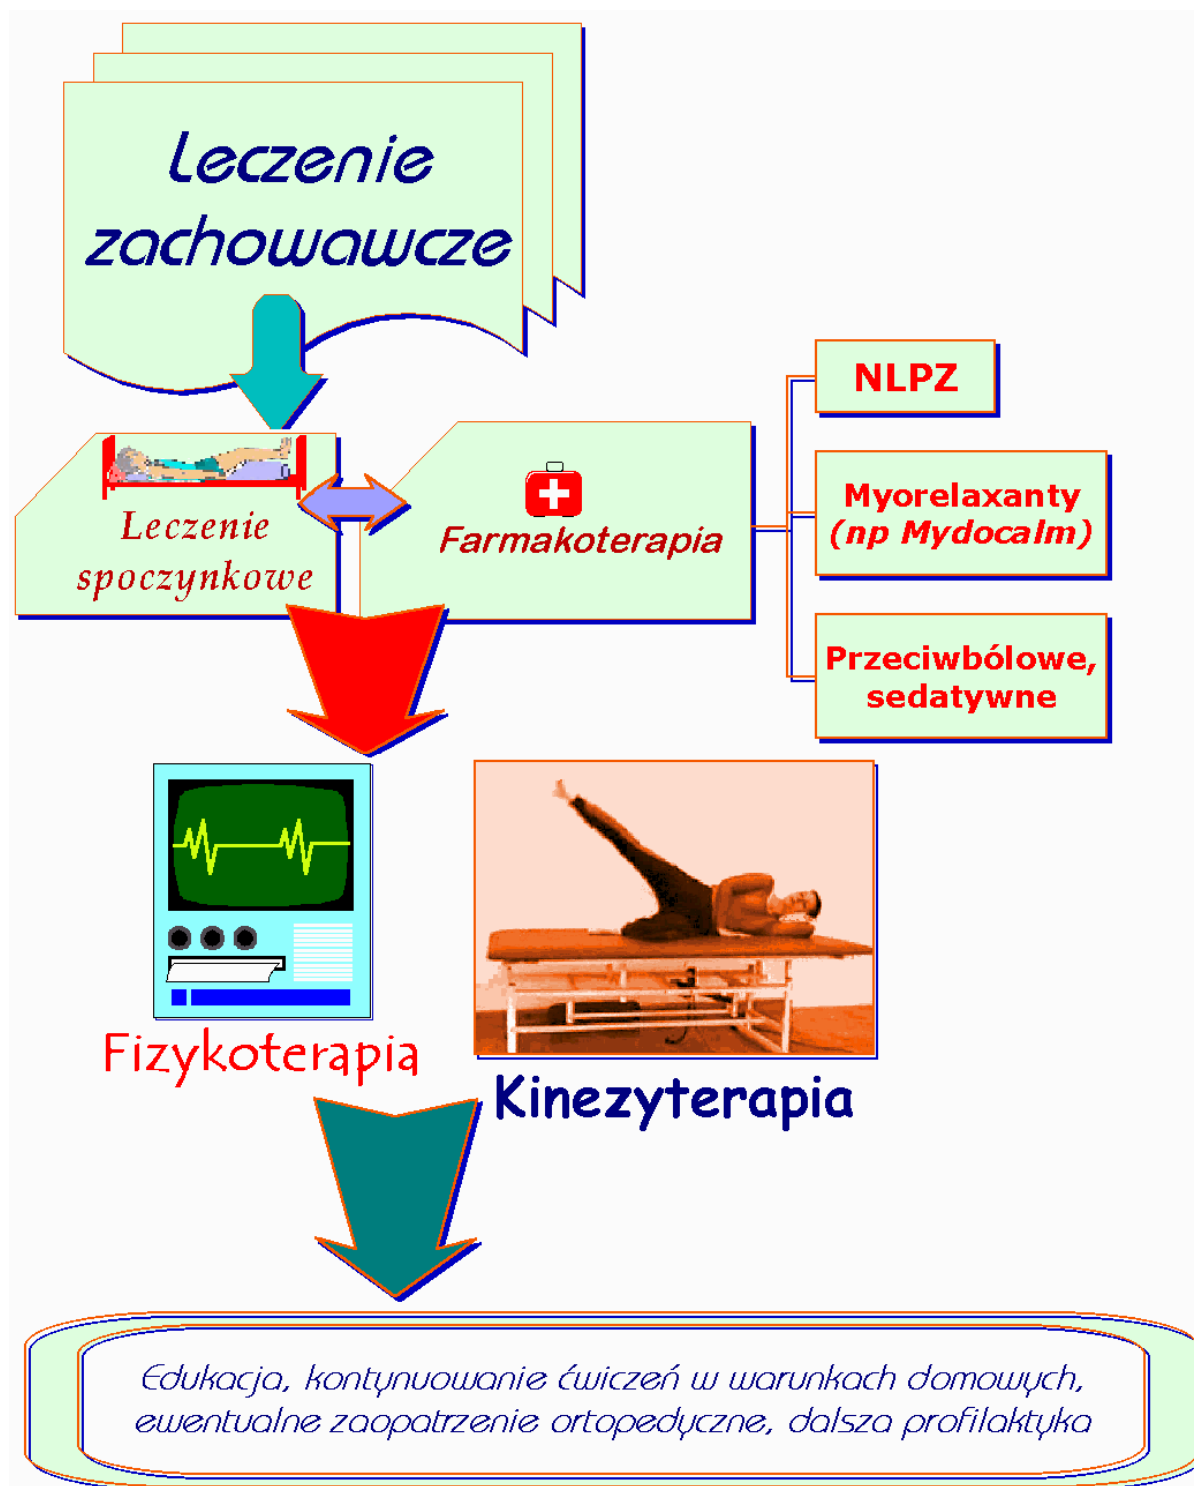 Leczenie
zachowawcze
Leczenie
spoczynkowe
Farmakoterapia
NLPZ
Myorelaxanty
(np Mydocalm)
Przeciwbólowe,
sedatywne
Fizykoterapia
Kinezyterapia
Edukacja, kontynuowanie ćwiczeń w warunkach domowych,
ewentualne zaopatrzenie ortopedyczne, dalsza profilaktyka